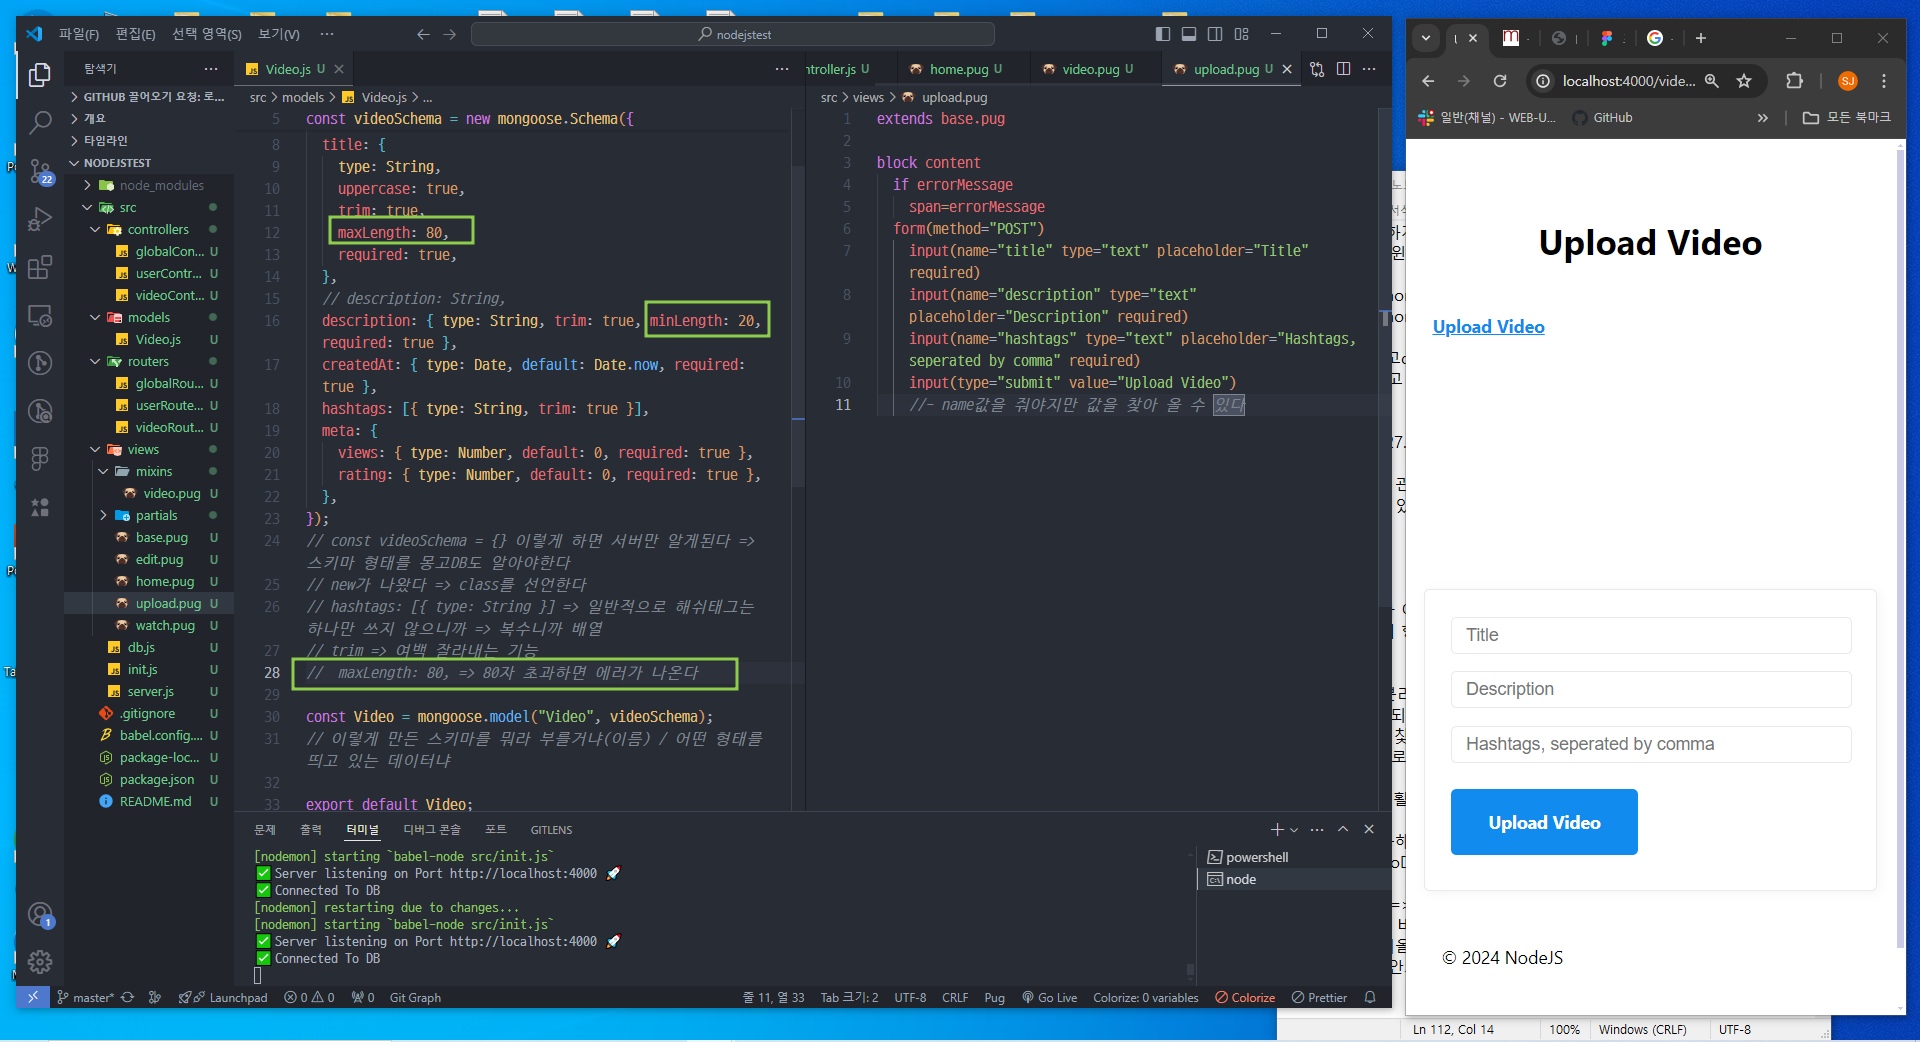 파일(F) 편집(E) 선택 영역(S) 보기(V) ··· nodejstest
탐색기
GITHUB 끌어오기 요청: 로...
개요
타임라인
NODEJSTEST
node_modules
src
controllers
globalCon... U
userContr... U
videoCont... U
models
Video.js U
routers
globalRou... U
userRoute... U
videoRout... U
views
mixins
video.pug U
partials
base.pug U
edit.pug U
home.pug U
upload.pug U
watch.pug U
db.js U
init.js U
server.js U
.gitignore U
babel.config.... U
package-loc... U
package.json U
README.md U
22
1
Video.js U
src > models > Video.js > ...
5 const videoSchema = new mongoose.Schema({
8 title: {
9 type: String,
10 uppercase: true,
11 trim: true,
12 maxLength: 80,
13 required: true,
14 },
15 // description: String,
16 description: { type: String, trim: true, minLength: 20,
required: true },
17 createdAt: { type: Date, default: Date.now, required:
true },
18 hashtags: [{ type: String, trim: true }],
19 meta: {
20 views: { type: Number, default: 0, required: true },
21 rating: { type: Number, default: 0, required: true },
22 },
23 });
24 // const videoSchema = {} 이렇게 하면 서버만 알게된다 =>
스키마 형태를 몽고DB도 알아야한다
25 // new가 나왔다 => class를 선언한다
26 // hashtags: [{ type: String }] => 일반적으로 해쉬태그는
하나만 쓰지 않으니까 => 복수니까 배열
27 // trim => 여백 잘라내는 기능
28 // maxLength: 80, => 80자 초과하면 에러가 나온다
29
30 const Video = mongoose.model("Video", videoSchema);
31 // 이렇게 만든 스키마를 뭐라 부를거냐(이름) / 어떤 형태를
띄고 있는 데이터냐
32
33 export default Video;
ntroller.js U home.pug U video.pug U upload.pug U
src > views > upload.pug
1 extends base.pug
2
3 block content
4 if errorMessage
5 span=errorMessage
6 form(method="POST")
7 input(name="title" type="text" placeholder="Title"
required)
8 input(name="description" type="text"
placeholder="Description" required)
9 input(name="hashtags" type="text" placeholder="Hashtags,
seperated by comma" required)
10 input(type="submit" value="Upload Video")
11 //- name값을 줘야지만 값을 찾아 올 수 있다
문제 출력 터미널 디버그 콘솔 포트 GITLENS
[nodemon] starting `babel-node src/init.js`
✅ Server listening on Port http://localhost:4000 🚀
✅ Connected To DB
[nodemon] restarting due to changes...
[nodemon] starting `babel-node src/init.js`
✅ Server listening on Port http://localhost:4000 🚀
✅ Connected To DB
powershell
node
master* Launchpad 0 0 0 Git Graph 줄 11, 열 33 Tab 크기: 2 UTF-8 CRLF Pug Go Live Colorize: 0 variables Colorize Prettier
localhost:4000/vide... SJ
일반(채널) - WEB-U... GitHub » 모든 북마크
Upload Video
Upload Video
Title
Description
Hashtags, seperated by comma
Upload Video
© 2024 NodeJS
Ln 112, Col 14 100% Windows (CRLF) UTF-8